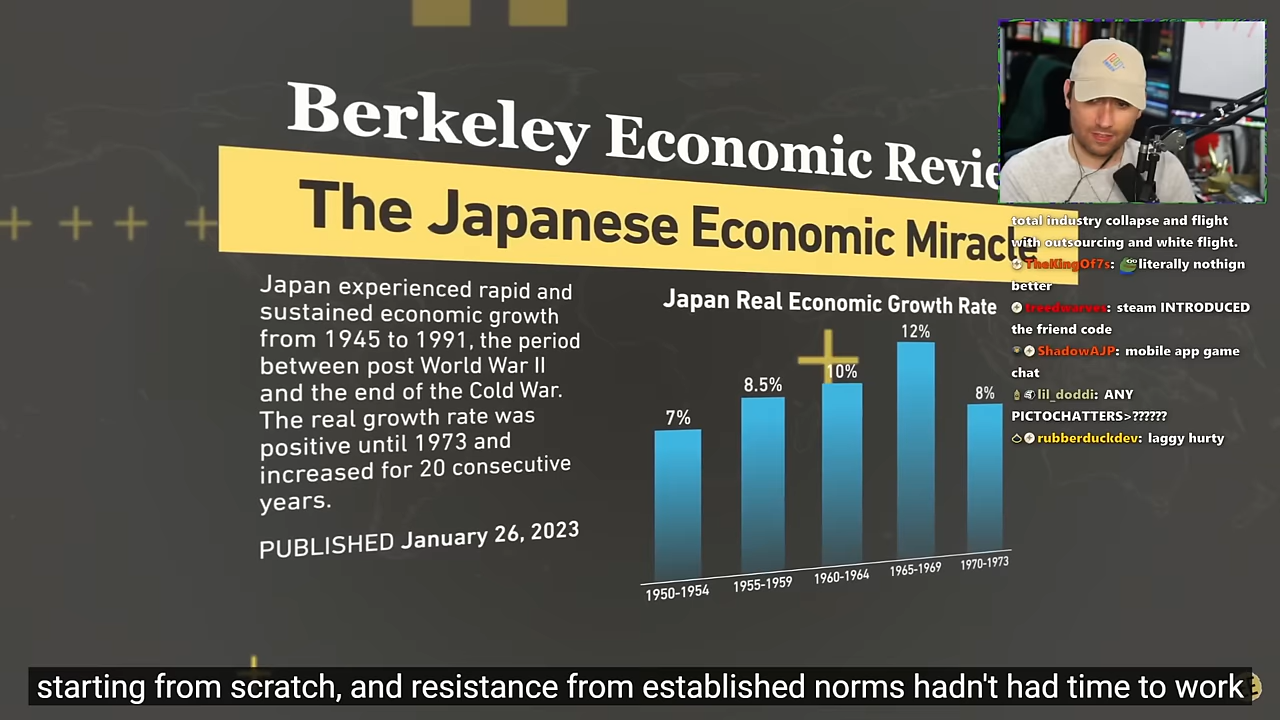 Berkeley Economic Revie
The Japanese Economic Miracle
Japan experienced rapid and
sustained economic growth
from 1945 to 1991, the period
between post World War II
and the end of the Cold War.
The real growth rate was
positive until 1973 and
increased for 20 consecutive
years.
PUBLISHED January 26, 2023
Japan Real Economic Growth Rate
7%
8.5%
10%
12%
8%
1950-1954
1955-1959
1960-1964
1965-1969
1970-1973
total industry collapse and flight
with outsourcing and white flight.
TheKingOf7s: literally nothign
better
treedwarves: steam INTRODUCED
the friend code
ShadowAJP: mobile app game
chat
lil_doddi: ANY
PICTOCHATTERS>??????
rubberduckdev: laggy hurty
starting from scratch, and resistance from established norms hadn't had time to work